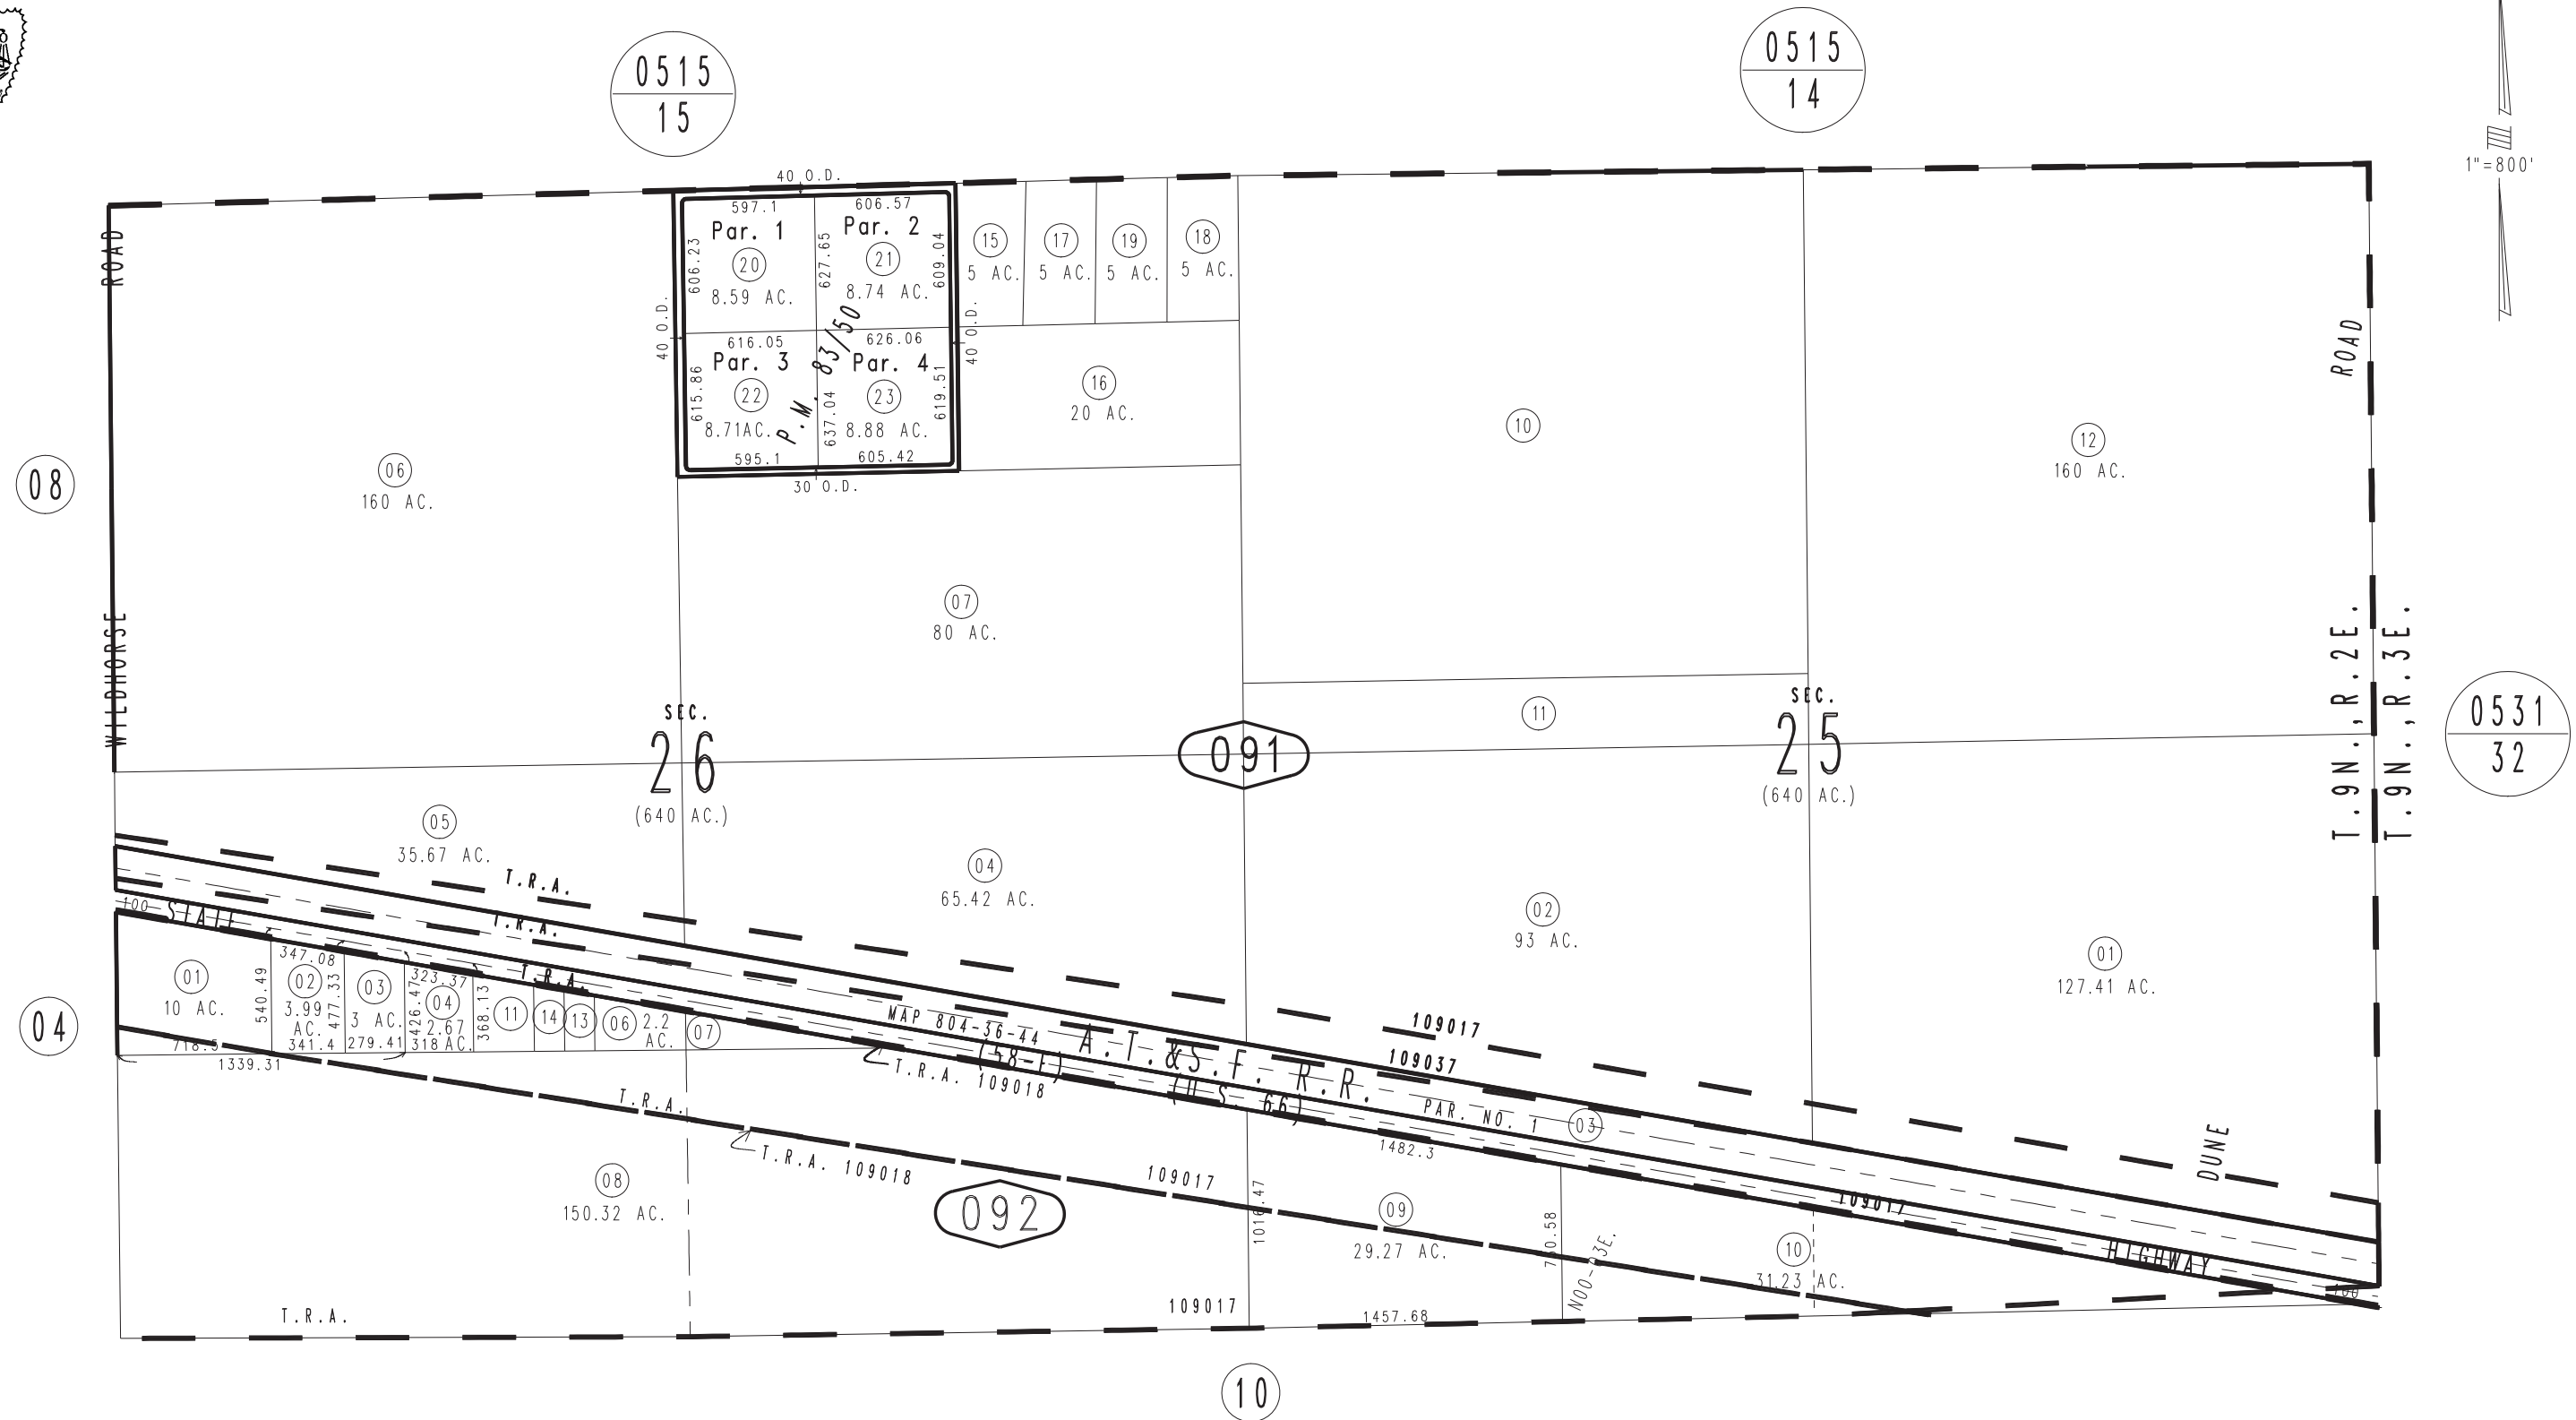 0515
15
0515
14
1"=800'
40 O.D.
597.1
606.57
Par. 1
Par. 2
20
21
8.59 AC.
8.74 AC.
606.23
627.65
609.04
15
5 AC.
17
5 AC.
19
5 AC.
18
5 AC.
ROAD
ROAD
40 O.D.
40 O.D.
P.M. 83/50
616.05
626.06
Par. 3
Par. 4
22
23
8.71AC.
8.88 AC.
615.86
637.04
619.51
595.1
605.42
30 O.D.
16
20 AC.
10
12
160 AC.
08
06
160 AC.
07
80 AC.
WILDHORSE
SEC.
26
(640 AC.)
091
11
SEC.
25
(640 AC.)
T.9N.,R.2E.
T.9N.,R.3E.
0531
32
05
35.67 AC.
04
65.42 AC.
02
93 AC.
01
127.41 AC.
T.R.A.
T.R.A.
T.R.A.
100
STATE
04
01
10 AC.
540.49
347.08
02
3.99
AC.
341.4
477.33
03
3 AC.
279.41
426.47
323.37
04
2.67
AC.
318
368.13
11
14
13
06
2.2
AC.
07
718.5
1339.31
MAP 804-36-44
(58-F)
A.T.&S.F. R.R.
(U.S. 66)
109017
109037
PAR. NO. 1
03
T.R.A. 109018
T.R.A.
T.R.A. 109018
109017
1482.3
109017
HIGHWAY
DUNE
100
08
150.32 AC.
092
1016.47
09
29.27 AC.
N00-03E.
10
31.23 AC.
T.R.A.
109017
1457.68
10